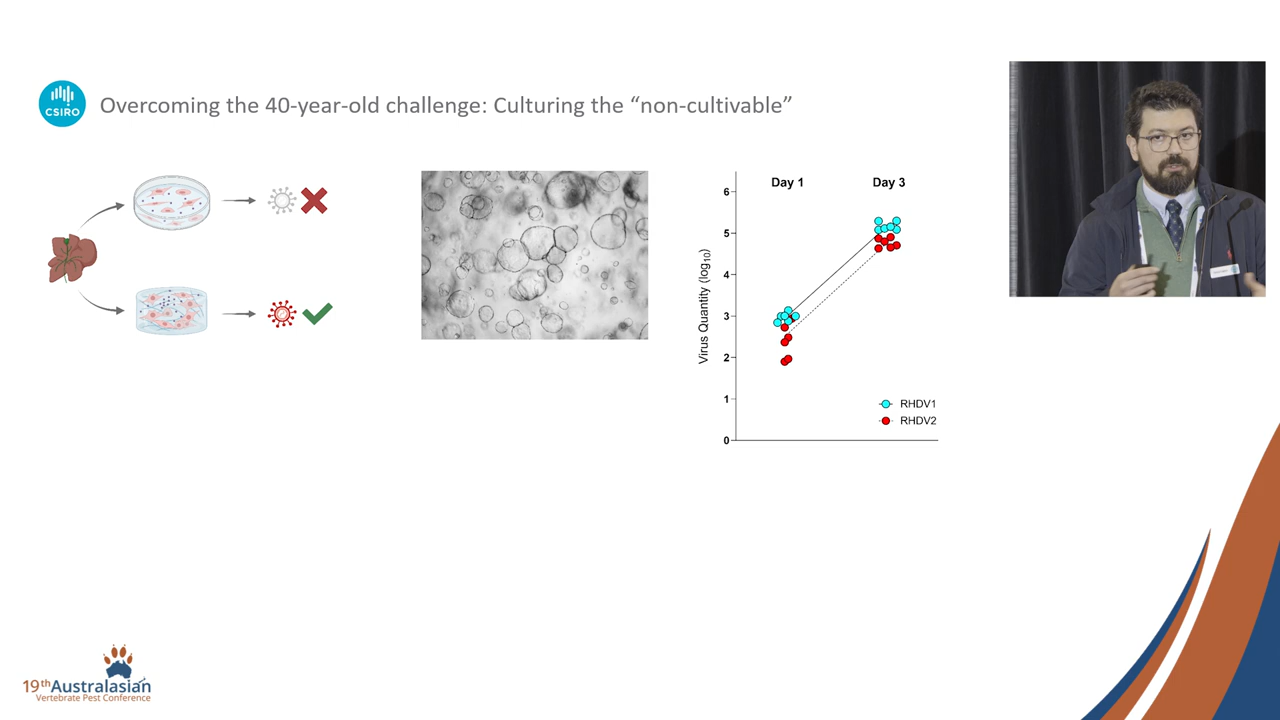 CSIRO
Overcoming the 40-year-old challenge: Culturing the “non-cultivable”
Day 1
Day 3
Virus Quantity (log10)
6
5
4
3
2
1
0
RHDV1
RHDV2
19th Australasian
Vertebrate Pest Conference